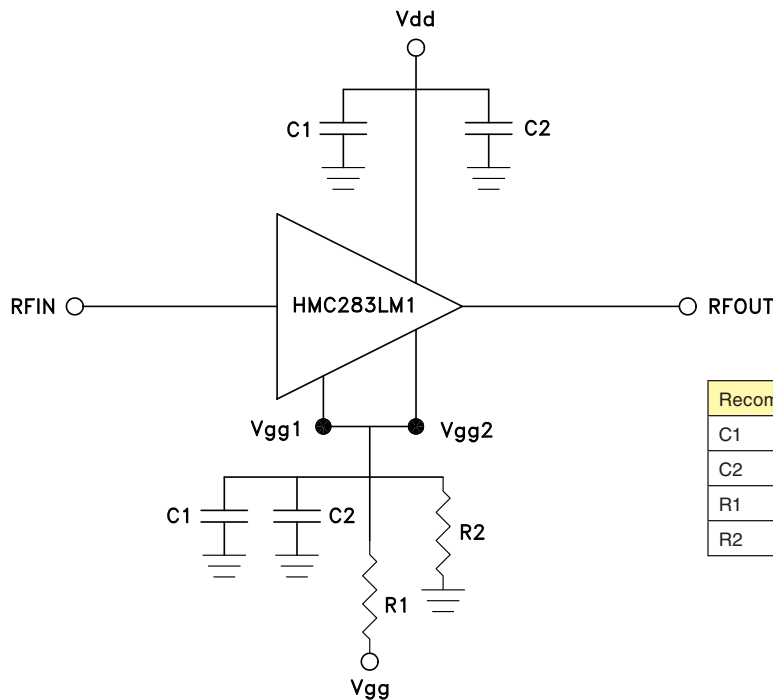 Vdd
C1
C2
RFIN
HMC283LM1
RFOUT
Vgg1
Vgg2
C1
C2
R2
R1
Vgg
Recom
C1
C2
R1
R2